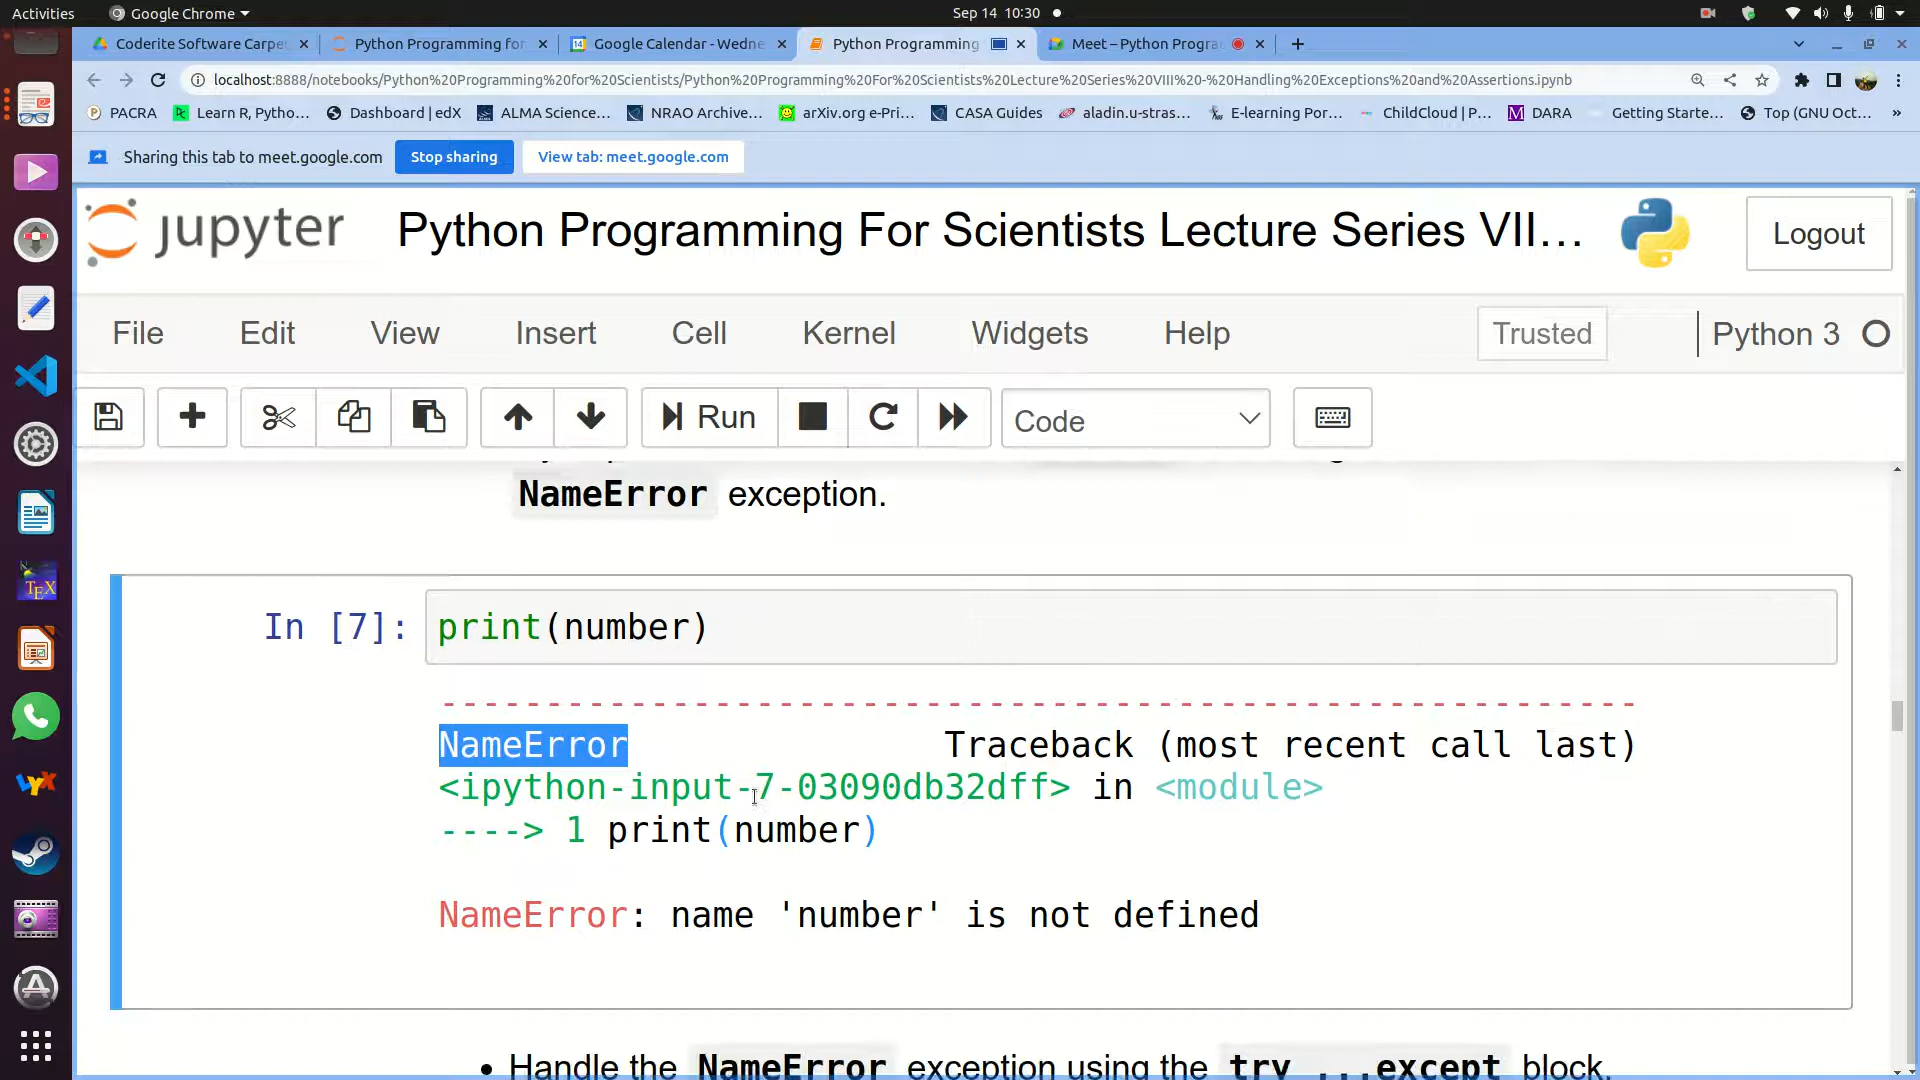 Activities
Google Chrome
Sep 14 10:30
Coderite Software Carpe
Python Programming for
Google Calendar - Wedne
Python Programming
Meet – Python Progra
localhost:8888/notebooks/Python%20Programming%20for%20Scientists/Python%20Programming%20For%20Scientists%20Lecture%20Series%20VIII%20-%20Handling%20Exceptions%20and%20Assertions.ipynb
PACRA
Learn R, Pytho...
Dashboard | edX
ALMA Science...
NRAO Archive...
arXiv.org e-Pri...
CASA Guides
aladin.u-stras...
E-learning Por...
ChildCloud | P...
DARA
Getting Starte...
Top (GNU Oct...
»
Sharing this tab to meet.google.com
Stop sharing
View tab: meet.google.com
jupyter
Python Programming For Scientists Lecture Series VII...
Logout
File Edit View Insert Cell Kernel Widgets Help
Trusted
Python 3
Run
Code
NameError exception.
In [7]: print(number)
---------------------------------------------------------
NameError Traceback (most recent call last)
<ipython-input-7-03090db32dff> in <module>
----> 1 print(number)
NameError: name 'number' is not defined
• Handle the NameError exception using the try ...except block.